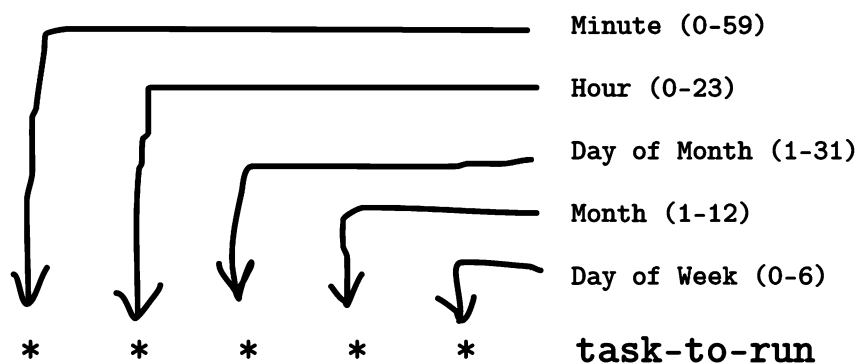 Minute (0-59)
Hour (0-23)
Day of Month (1-31)
Month (1-12)
Day of Week (0-6)
* * * * * task-to-run